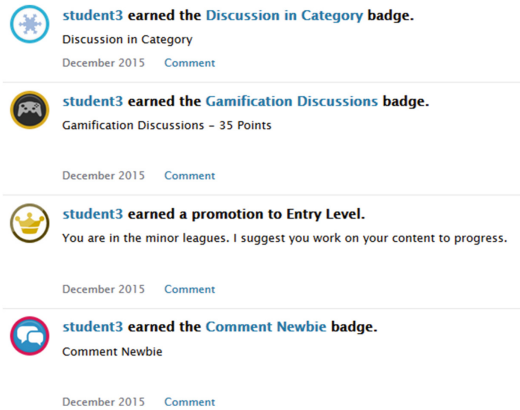 student3 earned the Discussion in Category badge.
Discussion in Category
December 2015 Comment
student3 earned the Gamification Discussions badge.
Gamification Discussions – 35 Points
December 2015 Comment
student3 earned a promotion to Entry Level.
You are in the minor leagues. I suggest you work on your content to progress.
December 2015 Comment
student3 earned the Comment Newbie badge.
Comment Newbie
December 2015 Comment